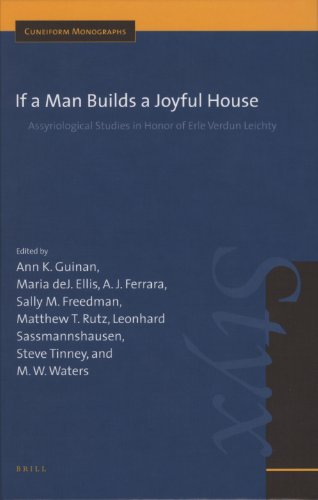 Cuneiform Monographs
If a Man Builds a Joyful House
Assyriological Studies in Honor of Erle Verdun Leichty
Edited by
Ann K. Guinan
Maria deJ. Ellis, A. J. Ferrara,
Sally M. Freedman,
Matthew T. Rutz, Leonhard
Sassmannshausen,
Steve Tinney, and
M. W. Waters
Styx
BRILL